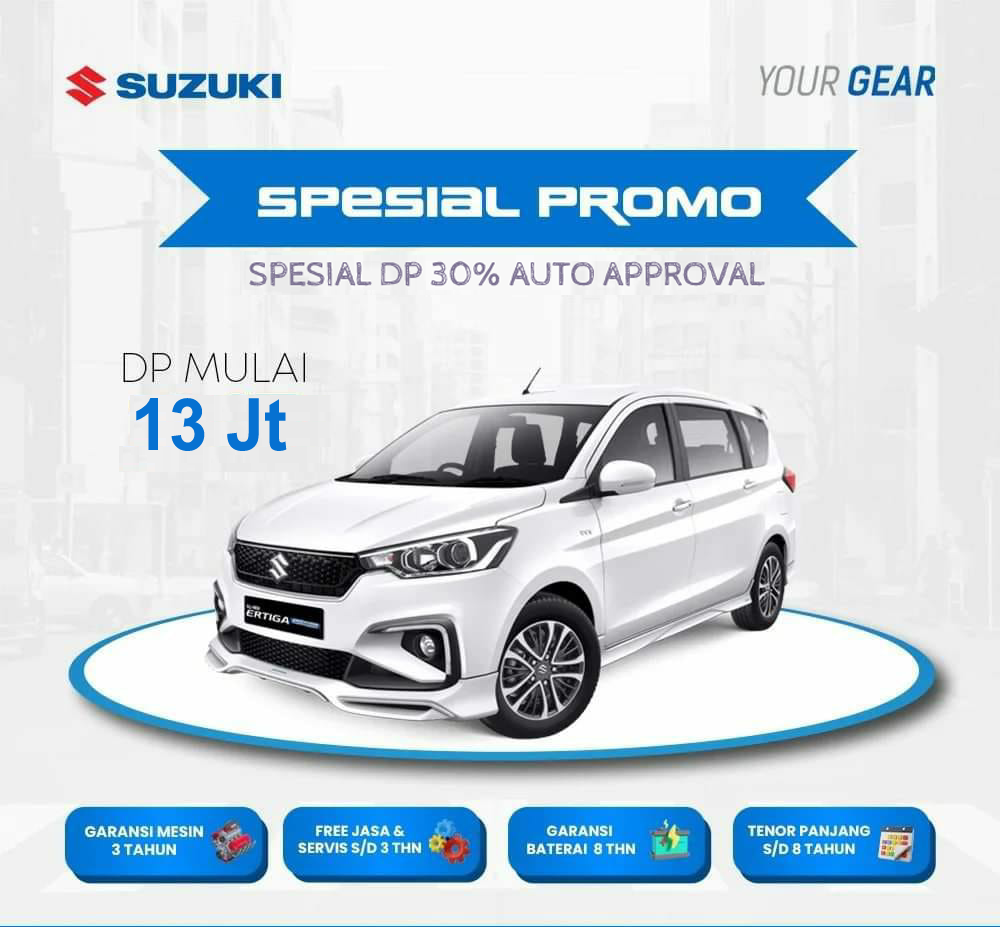 SUZUKI
YOUR GEAR
SPESIAL PROMO
SPESIAL DP 30% AUTO APPROVAL
DP MULAI
13 Jt
ERTIGA
GARANSI MESIN
3 TAHUN
FREE JASA &
SERVIS S/D 3 THN
GARANSI
BATERAI 8 THN
TENOR PANJANG
S/D 8 TAHUN